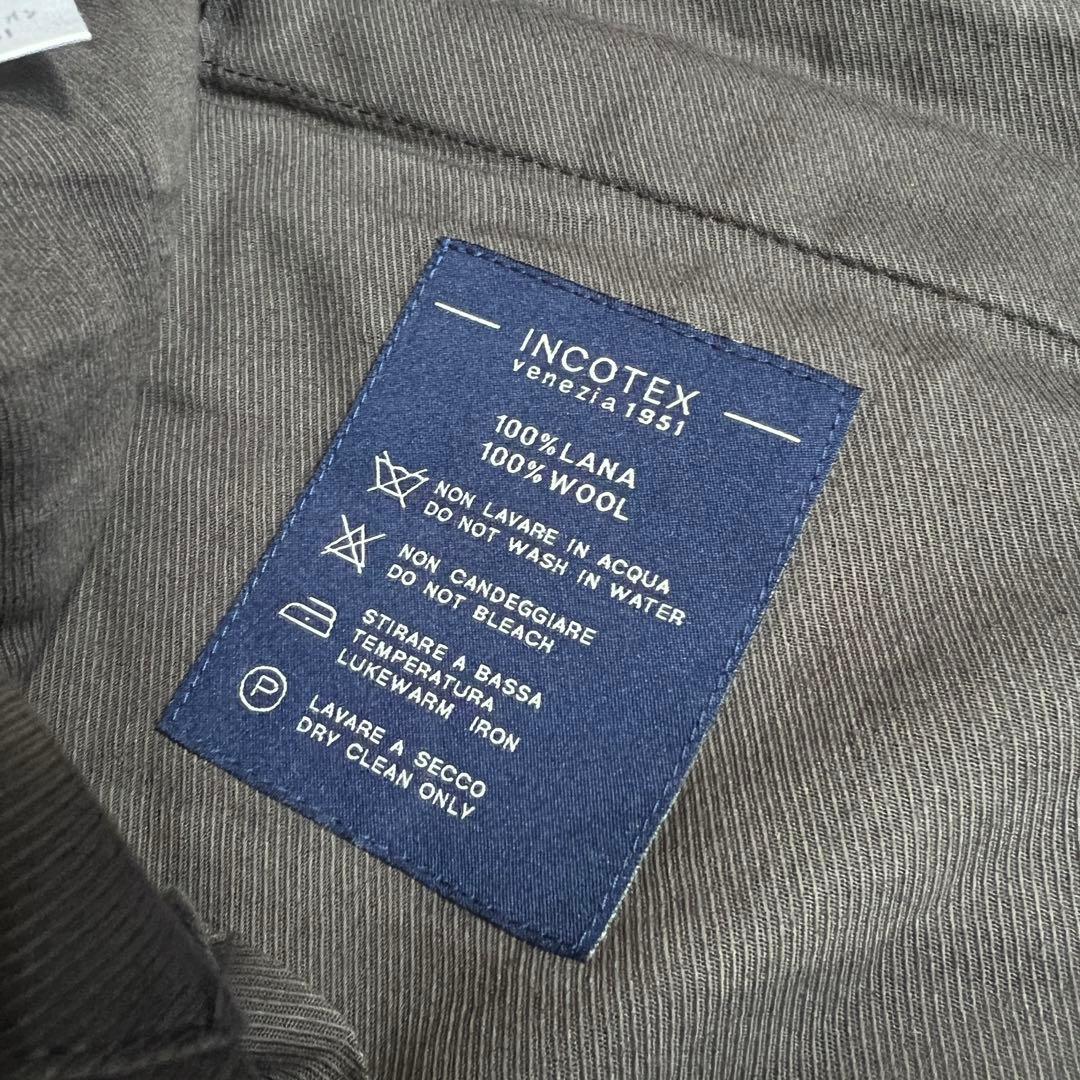 INCOTEX
venezia1951
100%LANA
100%WOOL
NON LAVARE IN ACQUA
DO NOT WASH IN WATER
NON CANDEGGIARE
DO NOT BLEACH
STIRARE A BASSA
TEMPERATURA
LUKEWARM IRON
P
LAVARE A SECCO
DRY CLEAN ONLY